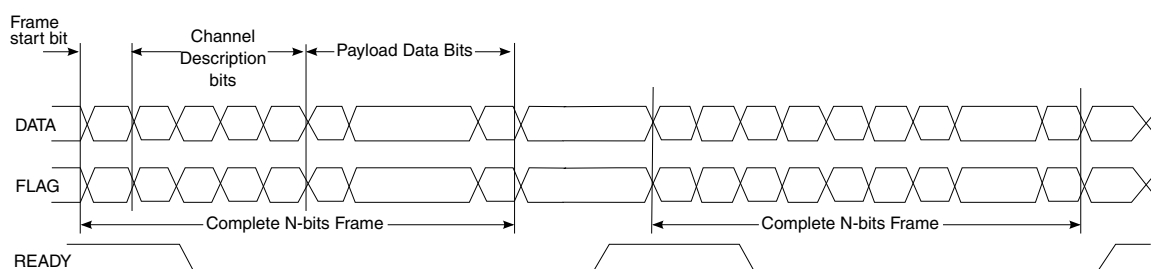 Frame
start bit
Channel
Description
bits
Payload Data Bits
DATA
FLAG
Complete N-bits Frame
Complete N-bits Frame
READY